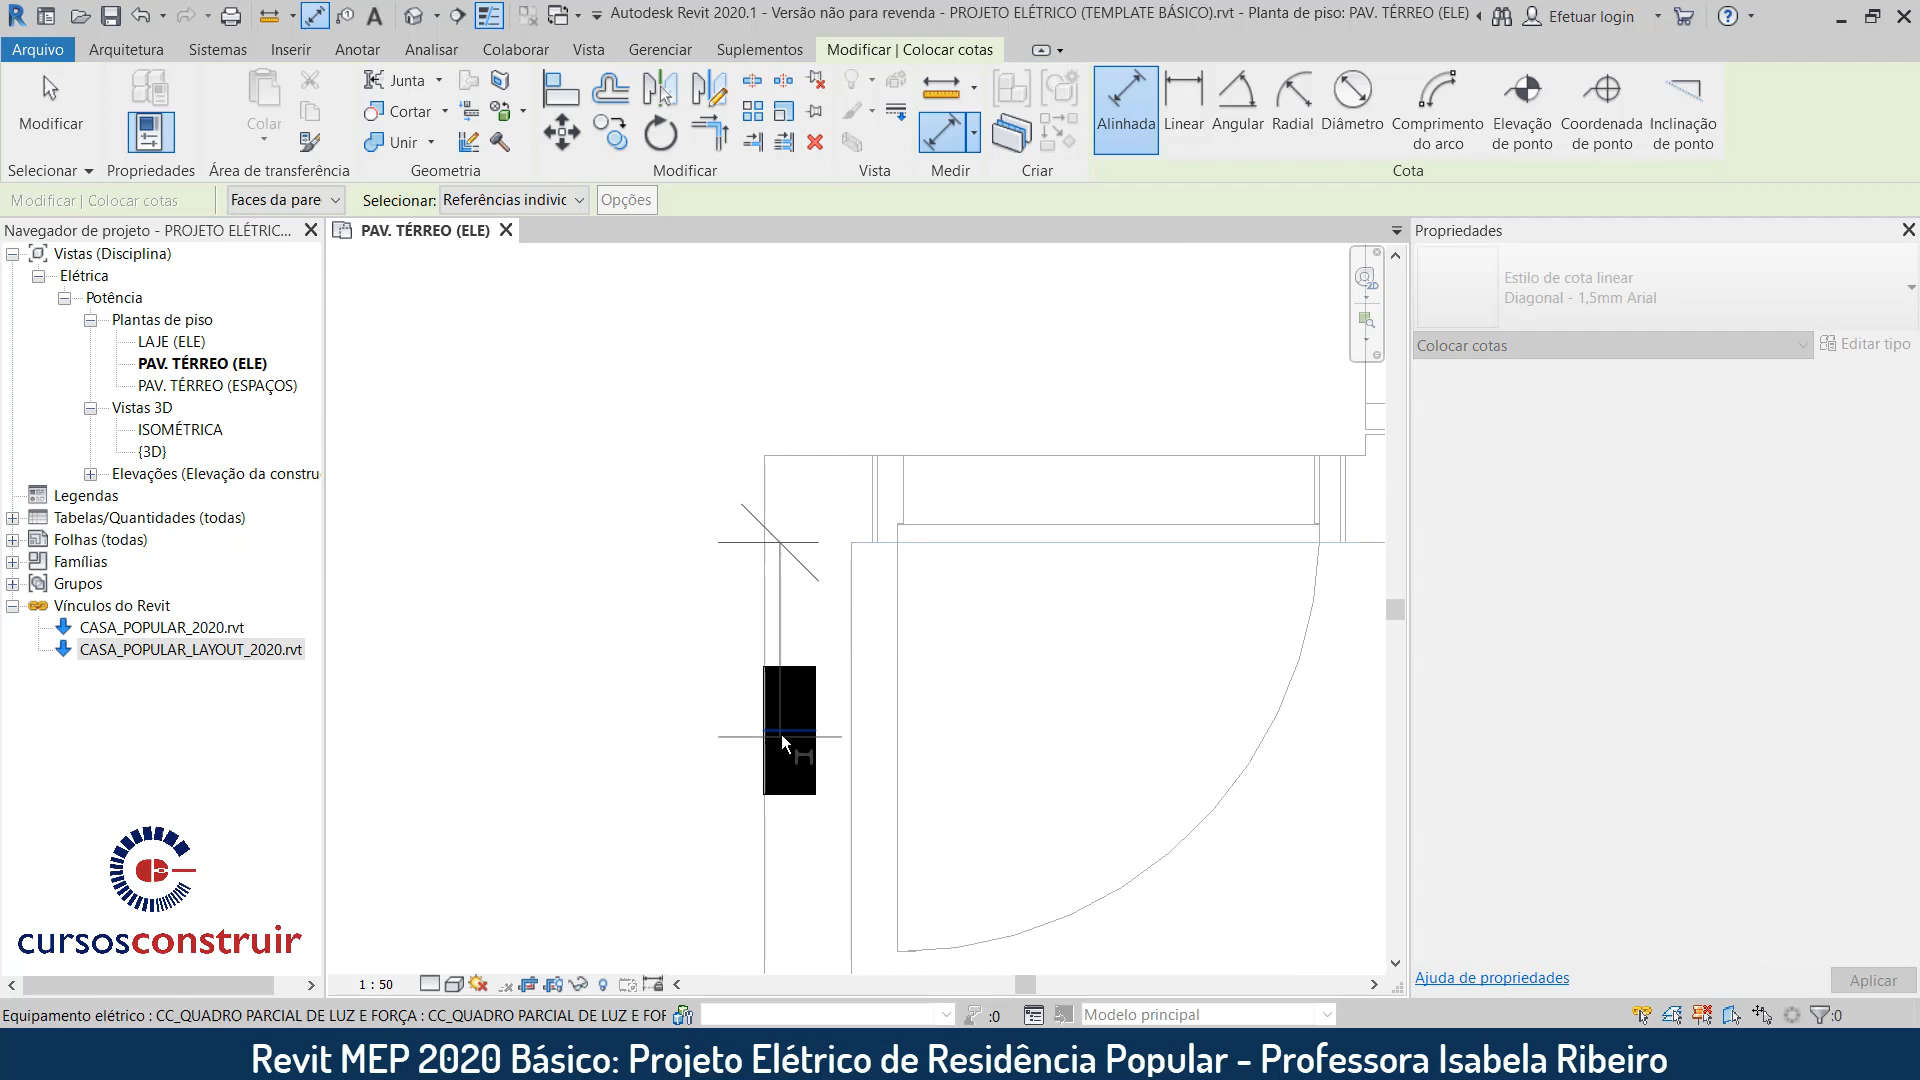 Autodesk Revit 2020.1 - Versão não para revenda - PROJETO ELÉTRICO (TEMPLATE BÁSICO).rvt - Planta de piso: PAV. TÉRREO (ELE)
Efetuar login
Arquivo Arquitetura Sistemas Inserir Anotar Analisar Colaborar Vista Gerenciar Suplementos Modificar | Colocar cotas
Modificar Colar Junta Cortar Unir
Alinhada Linear Angular Radial Diâmetro Comprimento do arco Elevação de ponto Coordenada de ponto Inclinação de ponto
Selecionar Propriedades Área de transferência Geometria Modificar Vista Medir Criar Cota
Modificar | Colocar cotas Faces da pare Selecionar: Referências indivic Opções
Navegador de projeto - PROJETO ELÉTRIC...
PAV. TÉRREO (ELE)
Propriedades
Vistas (Disciplina)
Elétrica
Potência
Plantas de piso
LAJE (ELE)
PAV. TÉRREO (ELE)
PAV. TÉRREO (ESPAÇOS)
Vistas 3D
ISOMÉTRICA
{3D}
Elevações (Elevação da constru
Legendas
Tabelas/Quantidades (todas)
Folhas (todas)
Famílias
Grupos
Vínculos do Revit
CASA_POPULAR_2020.rvt
CASA_POPULAR_LAYOUT_2020.rvt
cursosconstruir
2D
Estilo de cota linear
Diagonal - 1,5mm Arial
Colocar cotas
Editar tipo
Ajuda de propriedades
Aplicar
1 : 50
Equipamento elétrico : CC_QUADRO PARCIAL DE LUZ E FORÇA : CC_QUADRO PARCIAL DE LUZ E FOR
:0
Modelo principal
:0
Revit MEP 2020 Básico: Projeto Elétrico de Residência Popular - Professora Isabela Ribeiro